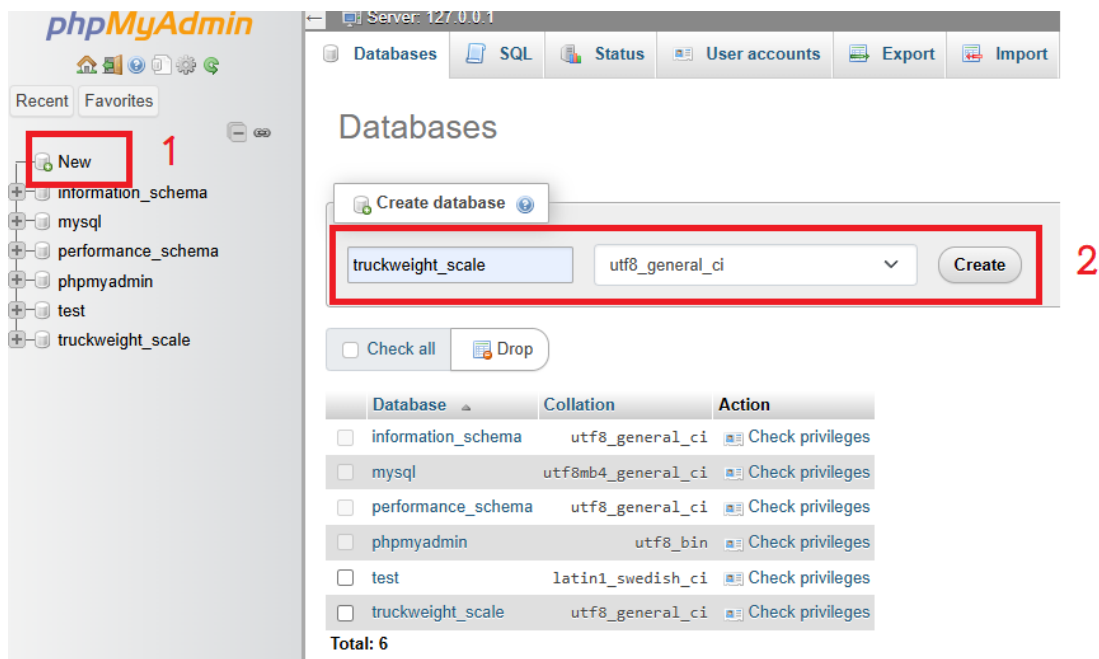 phpMyAdmin
Recent Favorites
New
1
information_schema
mysql
performance_schema
phpmyadmin
test
truckweight_scale
Server: 127.0.0.1
Databases SQL Status User accounts Export Import
Databases
Create database
truckweight_scale utf8_general_ci Create
2
Check all Drop
Database Collation Action
information_schema utf8_general_ci Check privileges
mysql utf8mb4_general_ci Check privileges
performance_schema utf8_general_ci Check privileges
phpmyadmin utf8_bin Check privileges
test latin1_swedish_ci Check privileges
truckweight_scale utf8_general_ci Check privileges
Total: 6